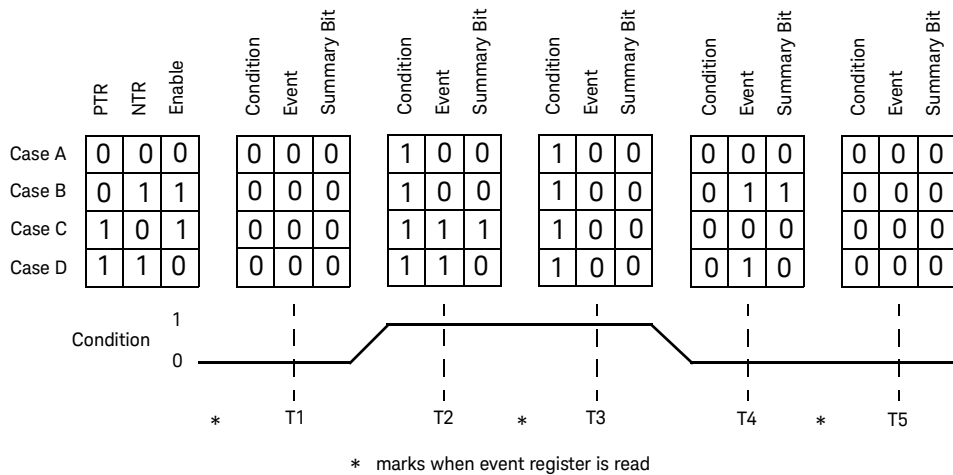 PTR NTR Enable Condition Event Summary Bit Condition Event Summary Bit Condition Event Summary Bit Condition Event Summary Bit Condition Event Summary Bit
Case A 0 0 0 0 0 0 1 0 0 1 0 0 0 0 0 0 0 0
Case B 0 1 1 0 0 0 1 0 0 1 0 0 0 1 1 0 0 0
Case C 1 0 1 0 0 0 1 1 1 1 0 0 0 0 0 0 0 0
Case D 1 1 0 0 0 0 1 1 0 1 0 0 0 1 0 0 0 0
1
Condition
0
* T1 T2 * T3 T4 * T5
* marks when event register is read